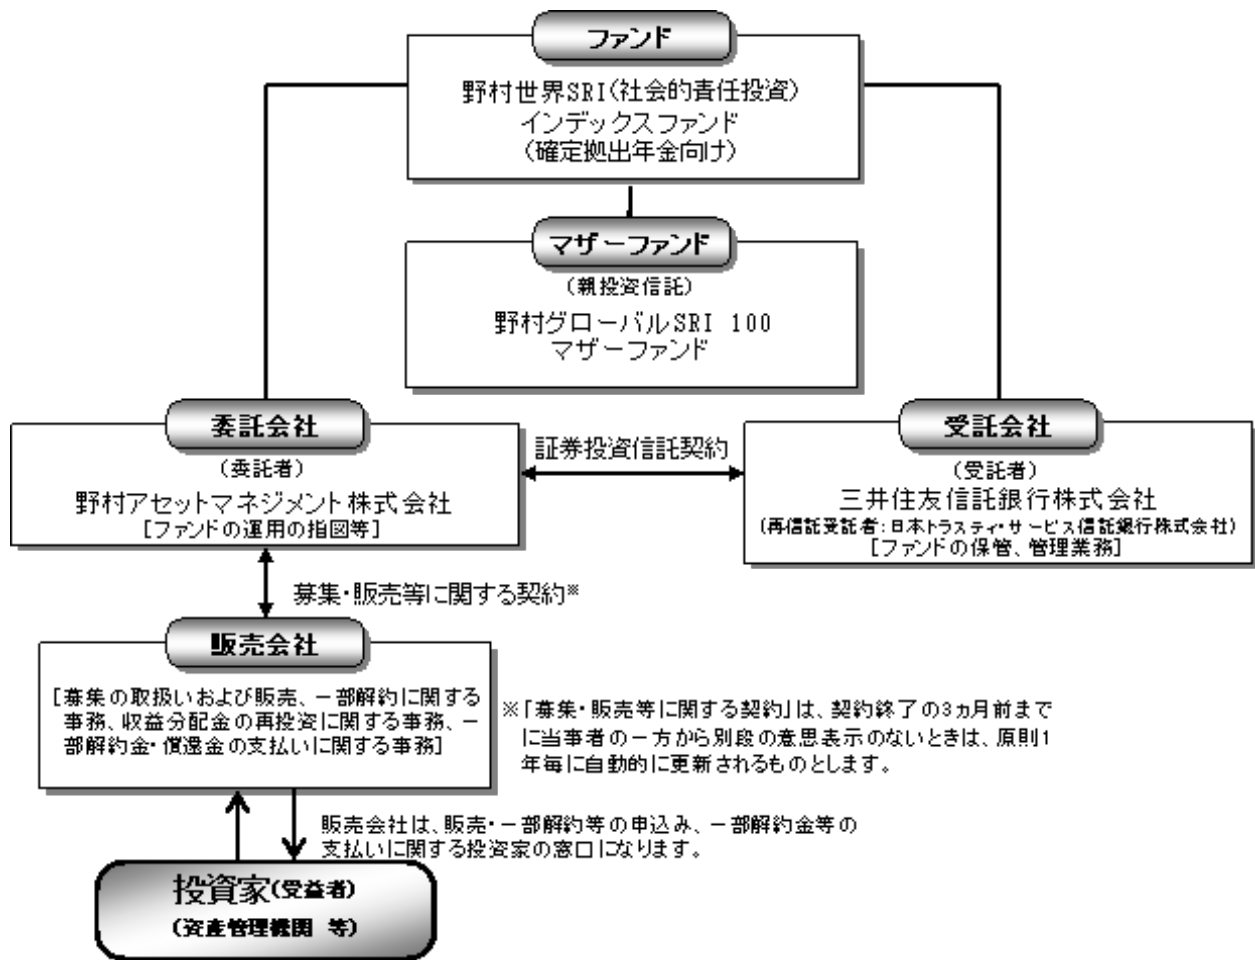 ファンド
野村世界SRI(社会的責任投資)
インデックスファンド
(確定拠出年金向け)
マザーファンド
(親投資信託)
野村グローバルSRI 100
マザーファンド
委託会社
(委託者)
野村アセットマネジメント株式会社
[ファンドの運用の指図等]
証券投資信託契約
受託会社
(受託者)
三井住友信託銀行株式会社
(再信託受託者:日本トラスティ・サービス信託銀行株式会社)
[ファンドの保管、管理業務]
募集・販売等に関する契約※
販売会社
[募集の取扱いおよび販売、一部解約に関する
事務、収益分配金の再投資に関する事務、一
部解約金・償還金の支払いに関する事務]
※「募集・販売等に関する契約」は、契約終了の3ヵ月前まで
に当事者の一方から別段の意思表示のないときは、原則1
年毎に自動的に更新されるものとします。
販売会社は、販売・一部解約等の申込み、一部解約金等の
支払いに関する投資家の窓口になります。
投資家(受益者)
(資産管理機関 等)